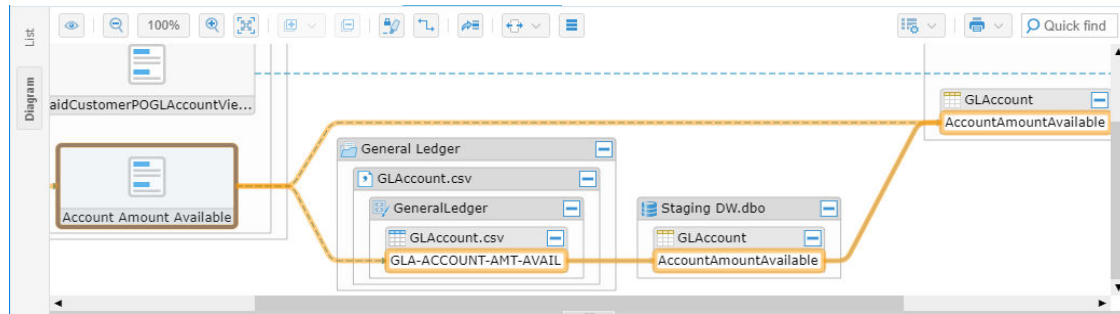 List
Diagram
100%
Quick find
aidCustomerPOGLAccountVie...
Account Amount Available
General Ledger
GLAccount.csv
GeneralLedger
GLAccount.csv
GLA-ACCOUNT-AMT-AVAIL
Staging DW.dbo
GLAccount
AccountAmountAvailable
GLAccount
AccountAmountAvailable